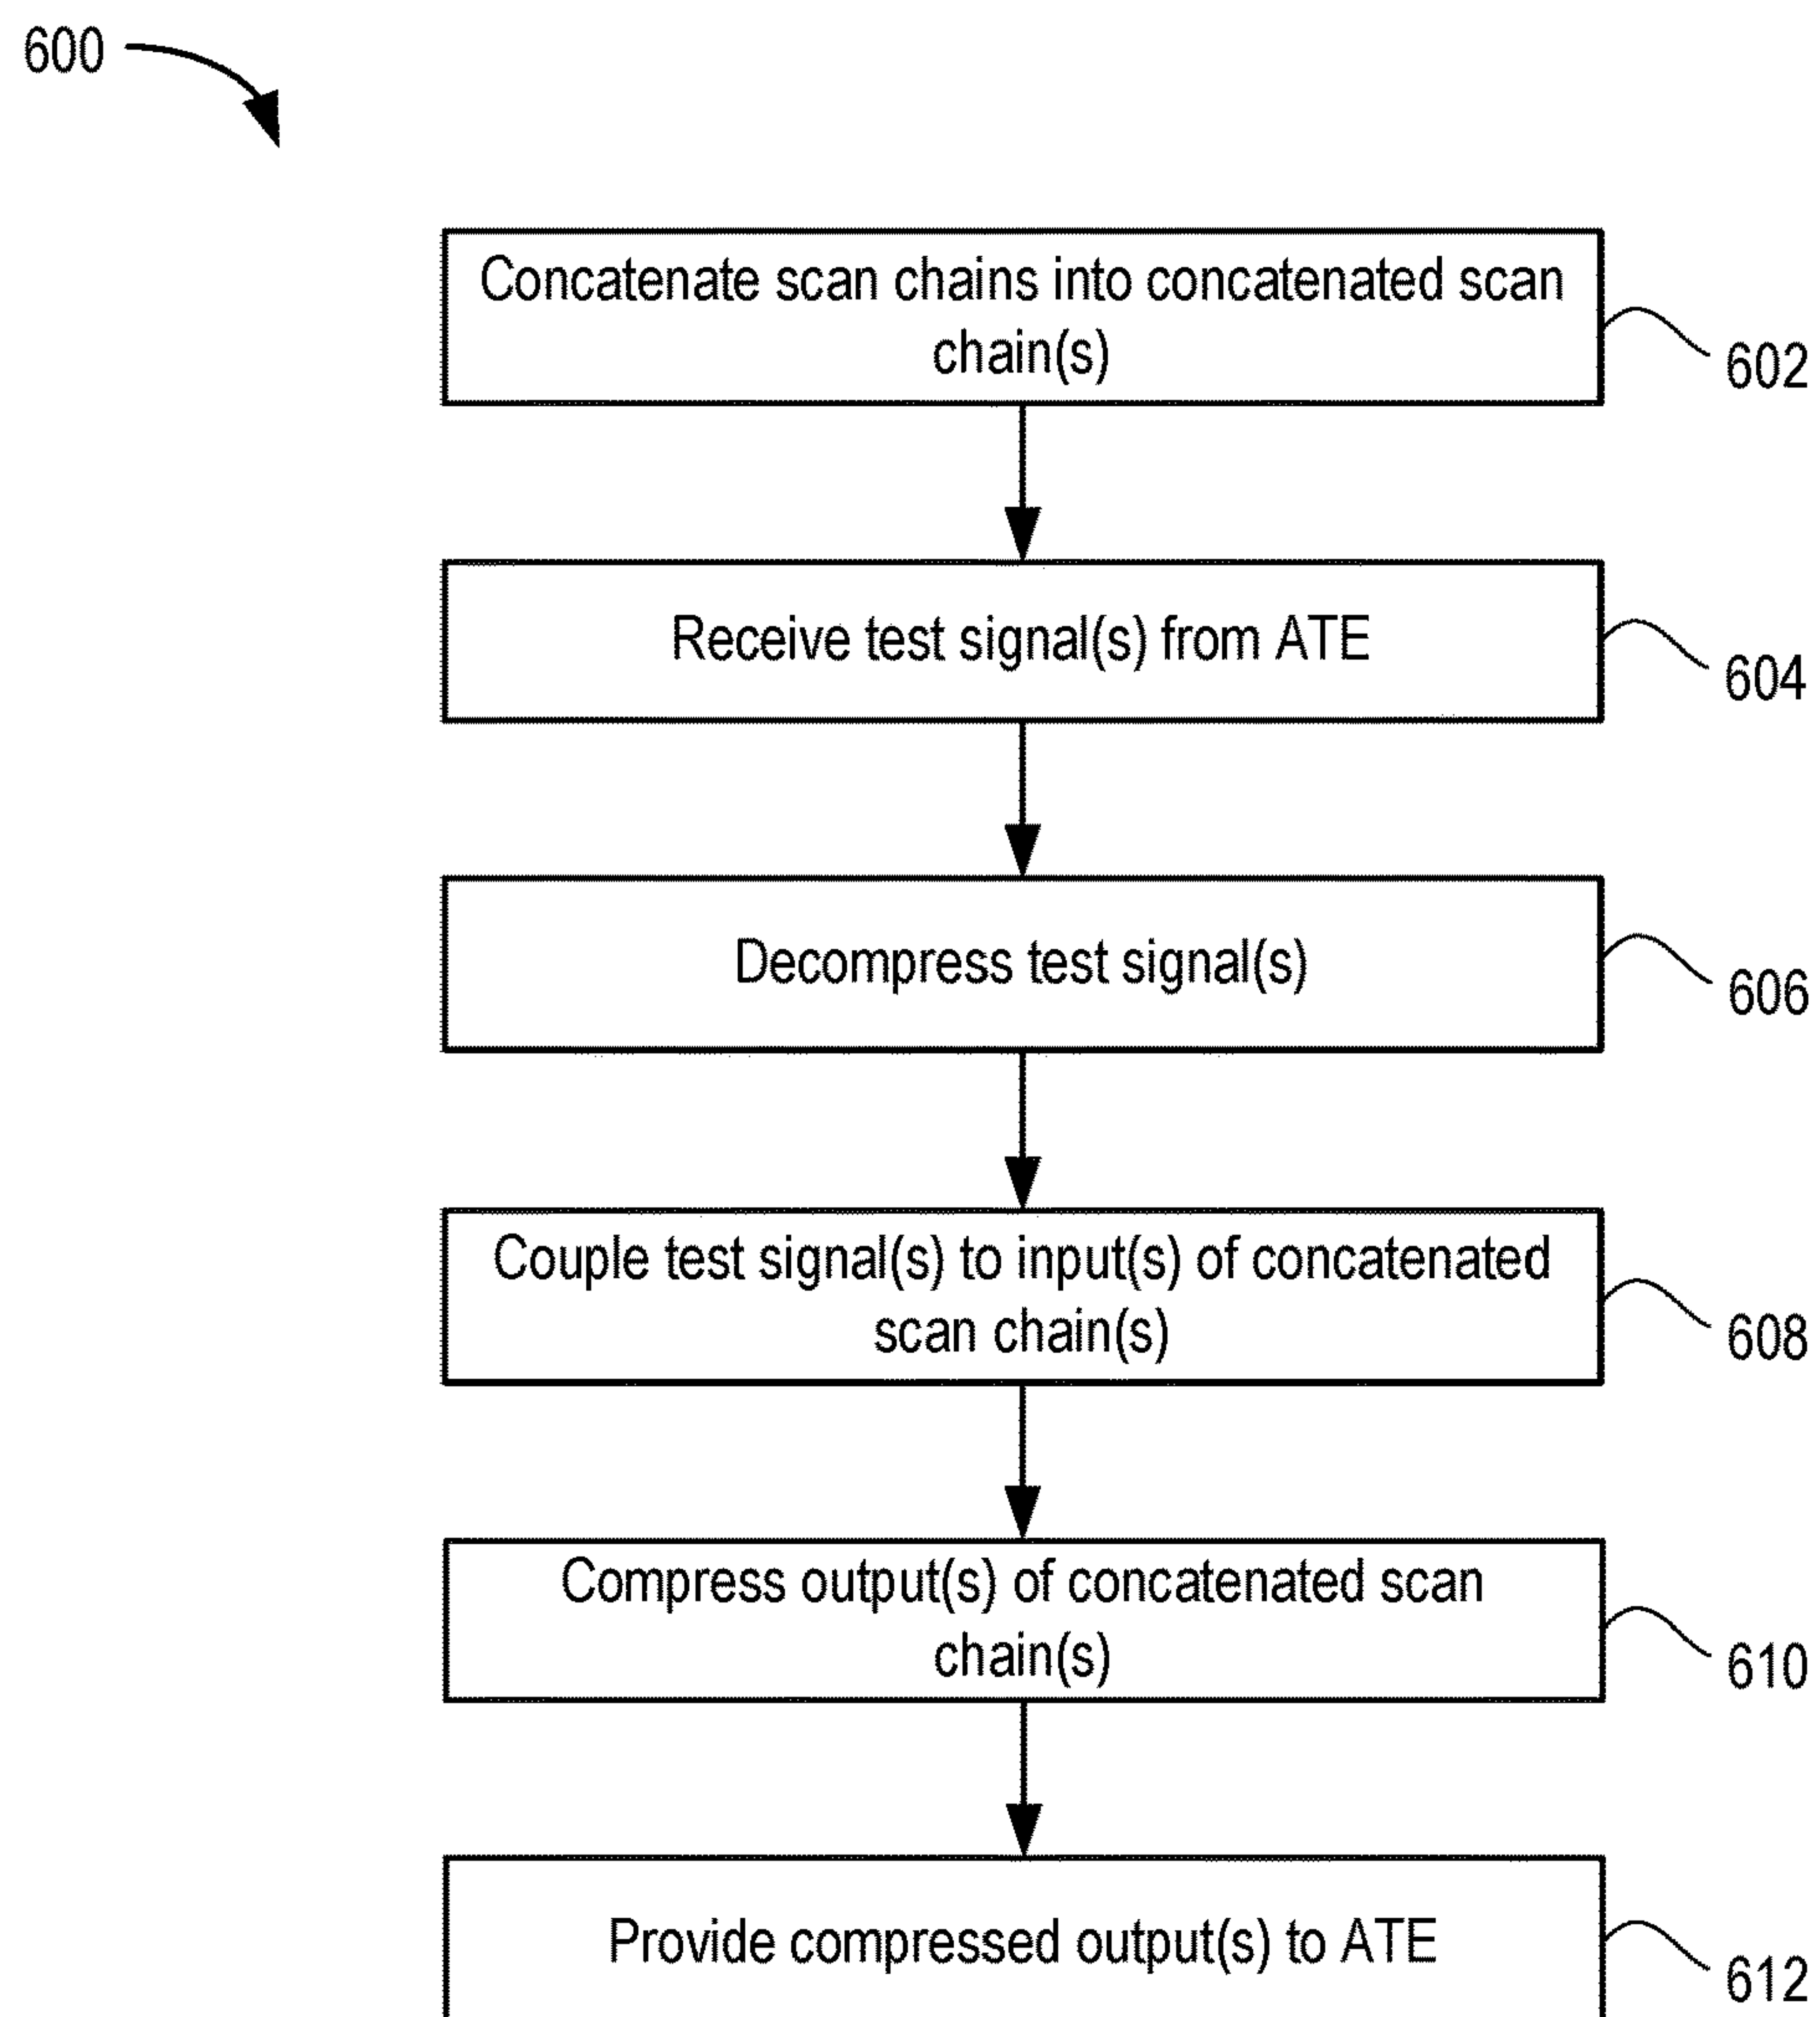 600
Concatenate scan chains into concatenated scan
chain(s)
602
Receive test signal(s) from ATE
604
Decompress test signal(s)
606
Couple test signal(s) to input(s) of concatenated
scan chain(s)
608
Compress output(s) of concatenated scan
chain(s)
610
Provide compressed output(s) to ATE
612